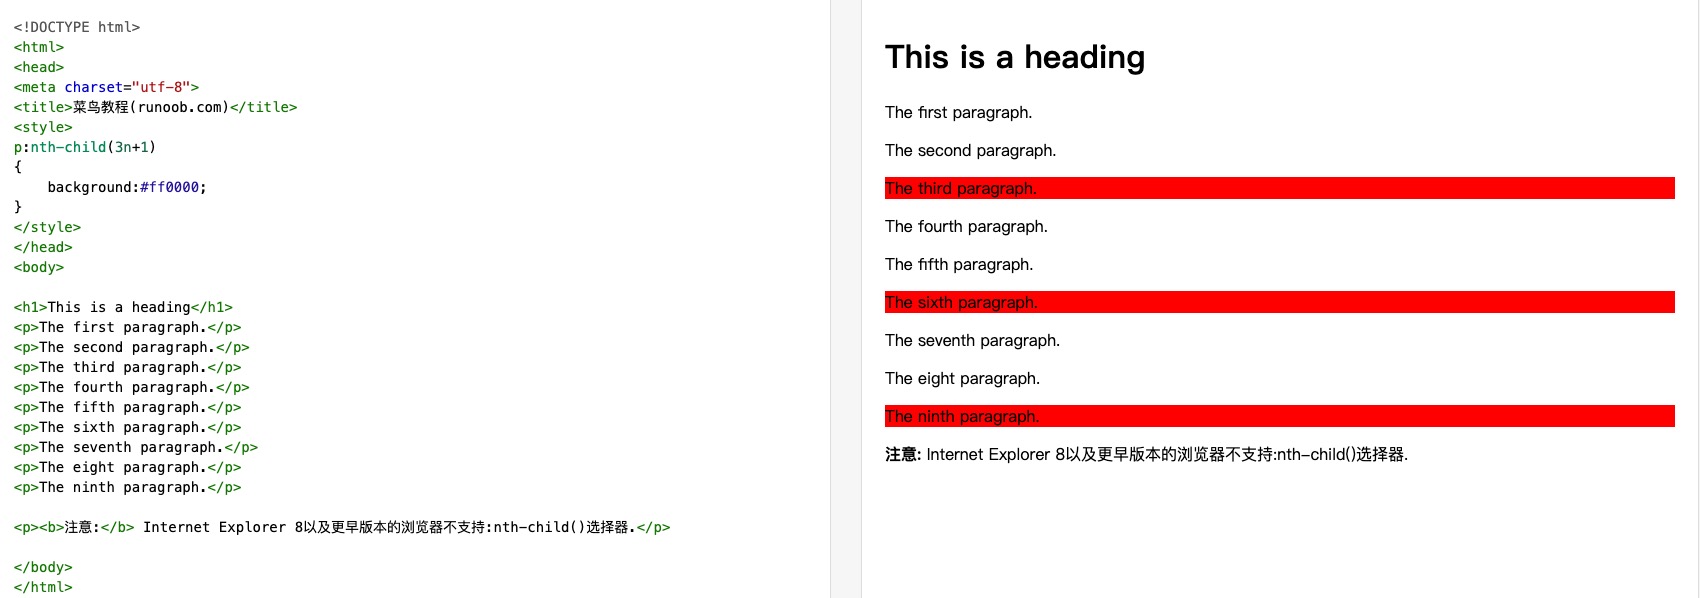 <!DOCTYPE html>
<html>
<head>
<meta charset="utf-8">
<title>菜鸟教程(runoob.com)</title>
<style>
p:nth-child(3n+1)
{
    background:#ff0000;
}
</style>
</head>
<body>
<h1>This is a heading</h1>
<p>The first paragraph.</p>
<p>The second paragraph.</p>
<p>The third paragraph.</p>
<p>The fourth paragraph.</p>
<p>The fifth paragraph.</p>
<p>The sixth paragraph.</p>
<p>The seventh paragraph.</p>
<p>The eight paragraph.</p>
<p>The ninth paragraph.</p>
<p><b>注意:</b> Internet Explorer 8以及更早版本的浏览器不支持:nth-child()选择器.</p>
</body>
</html>
This is a heading
The first paragraph.
The second paragraph.
The third paragraph.
The fourth paragraph.
The fifth paragraph.
The sixth paragraph.
The seventh paragraph.
The eight paragraph.
The ninth paragraph.
注意: Internet Explorer 8以及更早版本的浏览器不支持:nth-child()选择器.